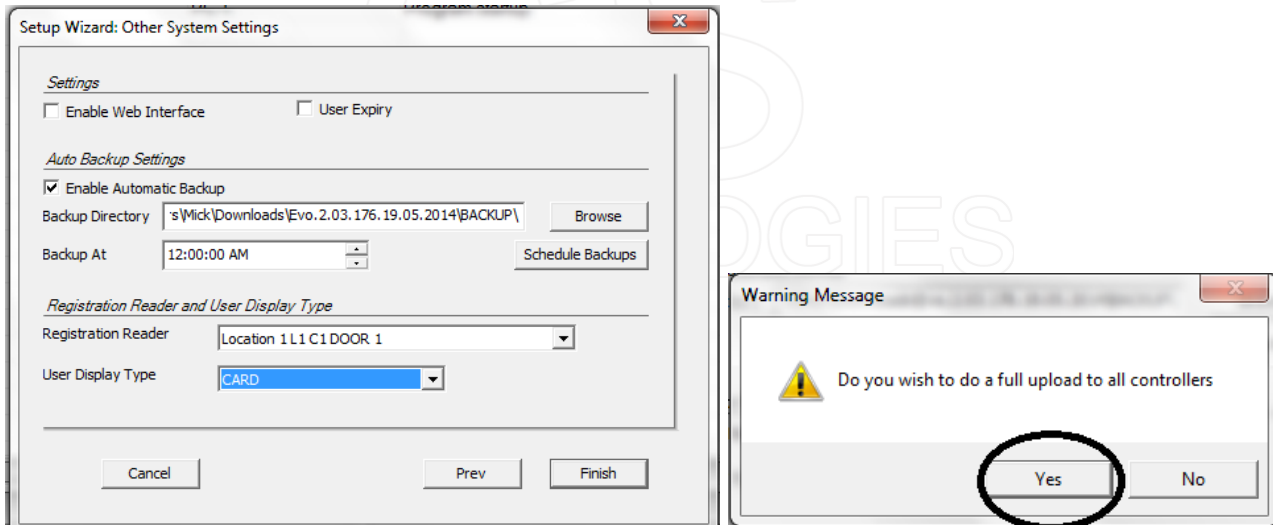 Setup Wizard: Other System Settings
Settings
Enable Web Interface
User Expiry
Auto Backup Settings
Enable Automatic Backup
Backup Directory
s\Mick\Downloads\Evo.2.03.176.19.05.2014\BACKUP\
Browse
Backup At
12:00:00 AM
Schedule Backups
Registration Reader and User Display Type
Registration Reader
Location 1 L1 C1 DOOR 1
User Display Type
CARD
Cancel
Prev
Finish
OGIES
Warning Message
Do you wish to do a full upload to all controllers
Yes
No